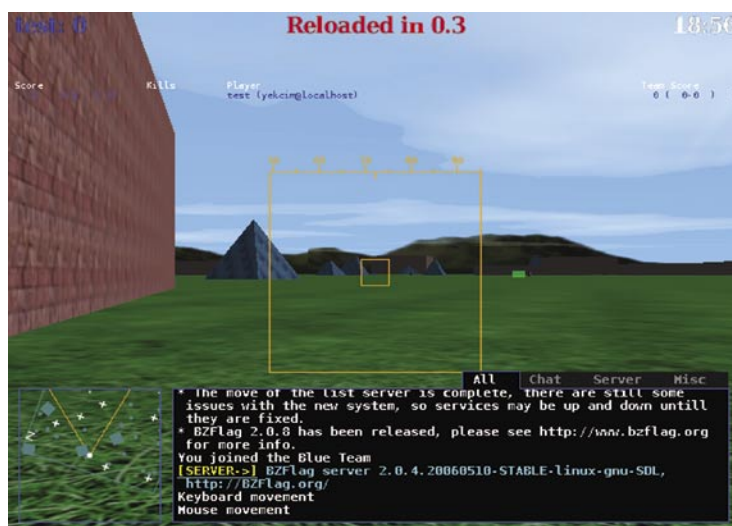 Reloaded in 0.3
18:56
Score Kills Player Team Score
test (yekcim@localhost) 0 ( 0-0 )
All Chat Server Misc
* The move of the list server is complete, there are still some
issues with the new system, so services may be up and down untill
they are fixed.
* BZFlag 2.0.8 has been released, please see http://www.bzflag.org
for more info.
You joined the Blue Team
[SERVER->] BZFlag server 2.0.4.20060510-STABLE-linux-gnu-SDL,
http://BZFlag.org/
Keyboard movement
Mouse movement
N